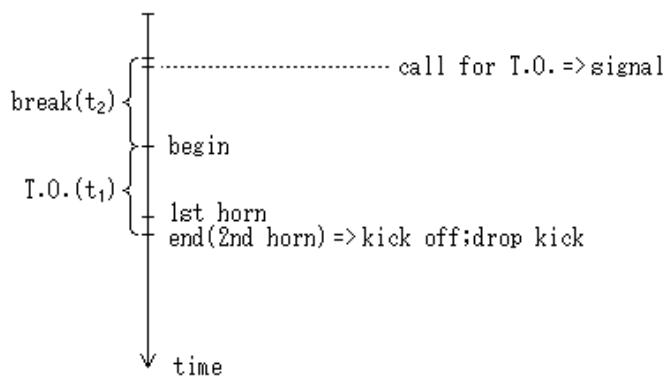 call for T.O.=>signal
break(t₂)
begin
T.O.(t₁)
1st horn
end(2nd horn)=>kick off;drop kick
time